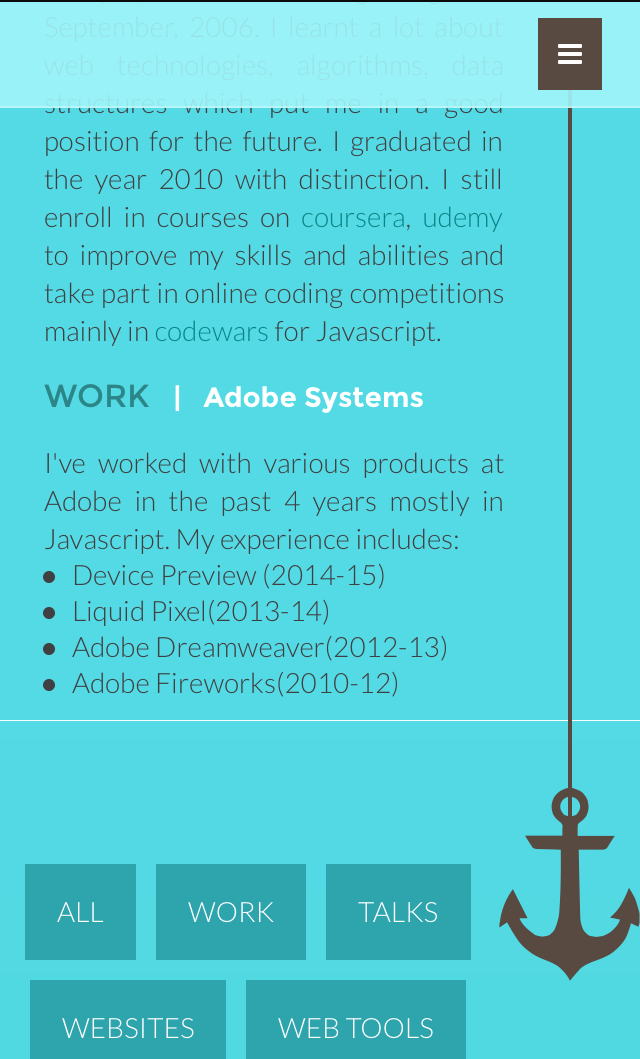 September, 2006. I learnt a lot about
web technologies, algorithms, data
structures which put me in a good
position for the future. I graduated in
the year 2010 with distinction. I still
enroll in courses on coursera, udemy
to improve my skills and abilities and
take part in online coding competitions
mainly in codewars for Javascript.
WORK | Adobe Systems
I've worked with various products at
Adobe in the past 4 years mostly in
Javascript. My experience includes:
● Device Preview (2014-15)
● Liquid Pixel(2013-14)
● Adobe Dreamweaver(2012-13)
● Adobe Fireworks(2010-12)
ALL WORK TALKS
WEBSITES WEB TOOLS